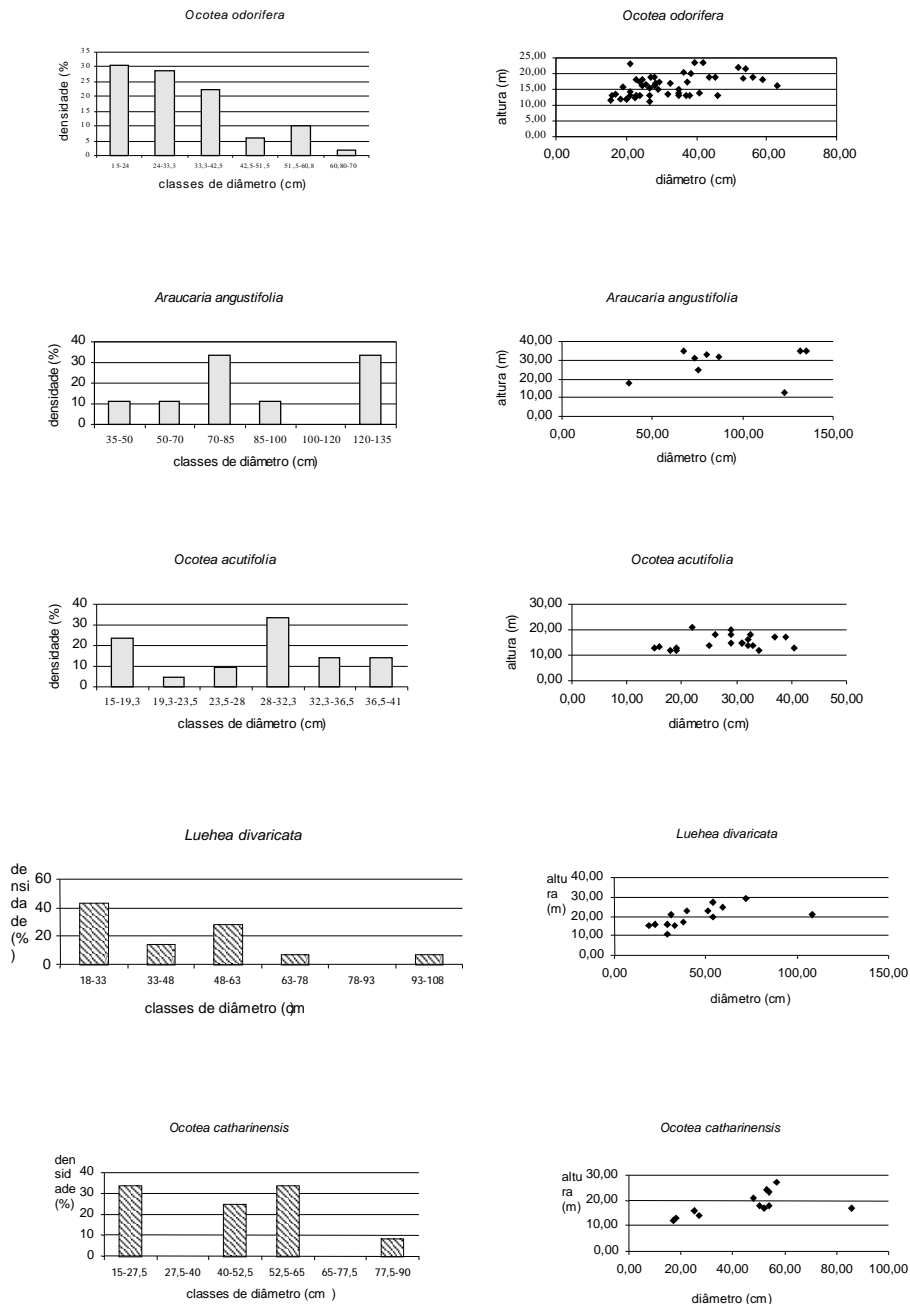 Ocotea odorifera
densidade (%
35
30
25
20
15
10
5
0
15-24 24-33,3 33,3-42,5 42,5-51,5 51,5-60,8 60,80-70
classes de diâmetro (cm)
Ocotea odorifera
altura (m)
25,00
20,00
15,00
10,00
5,00
0,00
0,00 20,00 40,00 60,00 80,00
diâmetro (cm)
Araucaria angustifolia
densidade (%)
40
30
20
10
0
35-50 50-70 70-85 85-100 100-120 120-135
classes de diâmetro (cm)
Araucaria angustifolia
altura (m)
40,00
30,00
20,00
10,00
0,00
0,00 50,00 100,00 150,00
diâmetro (cm)
Ocotea acutifolia
densidade (%)
40
30
20
10
0
15-19,3 19,3-23,5 23,5-28 28-32,3 32,3-36,5 36,5-41
classes de diâmetro (cm)
Ocotea acutifolia
altura (m)
30,00
20,00
10,00
0,00
0,00 10,00 20,00 30,00 40,00 50,00
diâmetro (cm)
Luehea divaricata
de
nsi
da
de
(%
)
60
40
20
0
18-33 33-48 48-63 63-78 78-93 93-108
classes de diâmetro (cm)
Luehea divaricata
altu
ra
(m)
40,00
30,00
20,00
10,00
0,00
0,00 50,00 100,00 150,00
diâmetro (cm)
Ocotea catharinensis
den
sid
ade
(%)
40
30
20
10
0
15-27,5 27,5-40 40-52,5 52,5-65 65-77,5 77,5-90
classes de diâmetro (cm )
Ocotea catharinensis
altu
ra
(m)
30,00
20,00
10,00
0,00
0,00 20,00 40,00 60,00 80,00 100,00
diâmetro (cm)